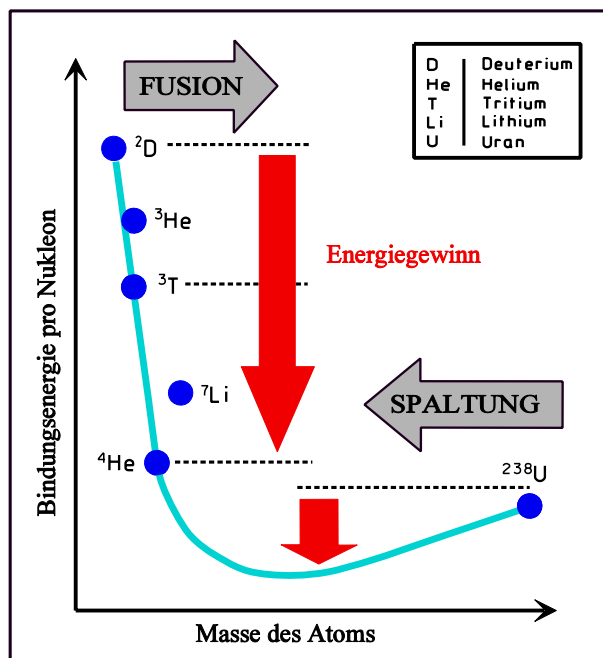 FUSION
D Deuterium
He Helium
T Tritium
Li Lithium
U Uran
²D
³He
Energiegewinn
³T
⁷Li
SPALTUNG
⁴He
²³⁸U
Bindungsenergie pro Nukleon
Masse des Atoms